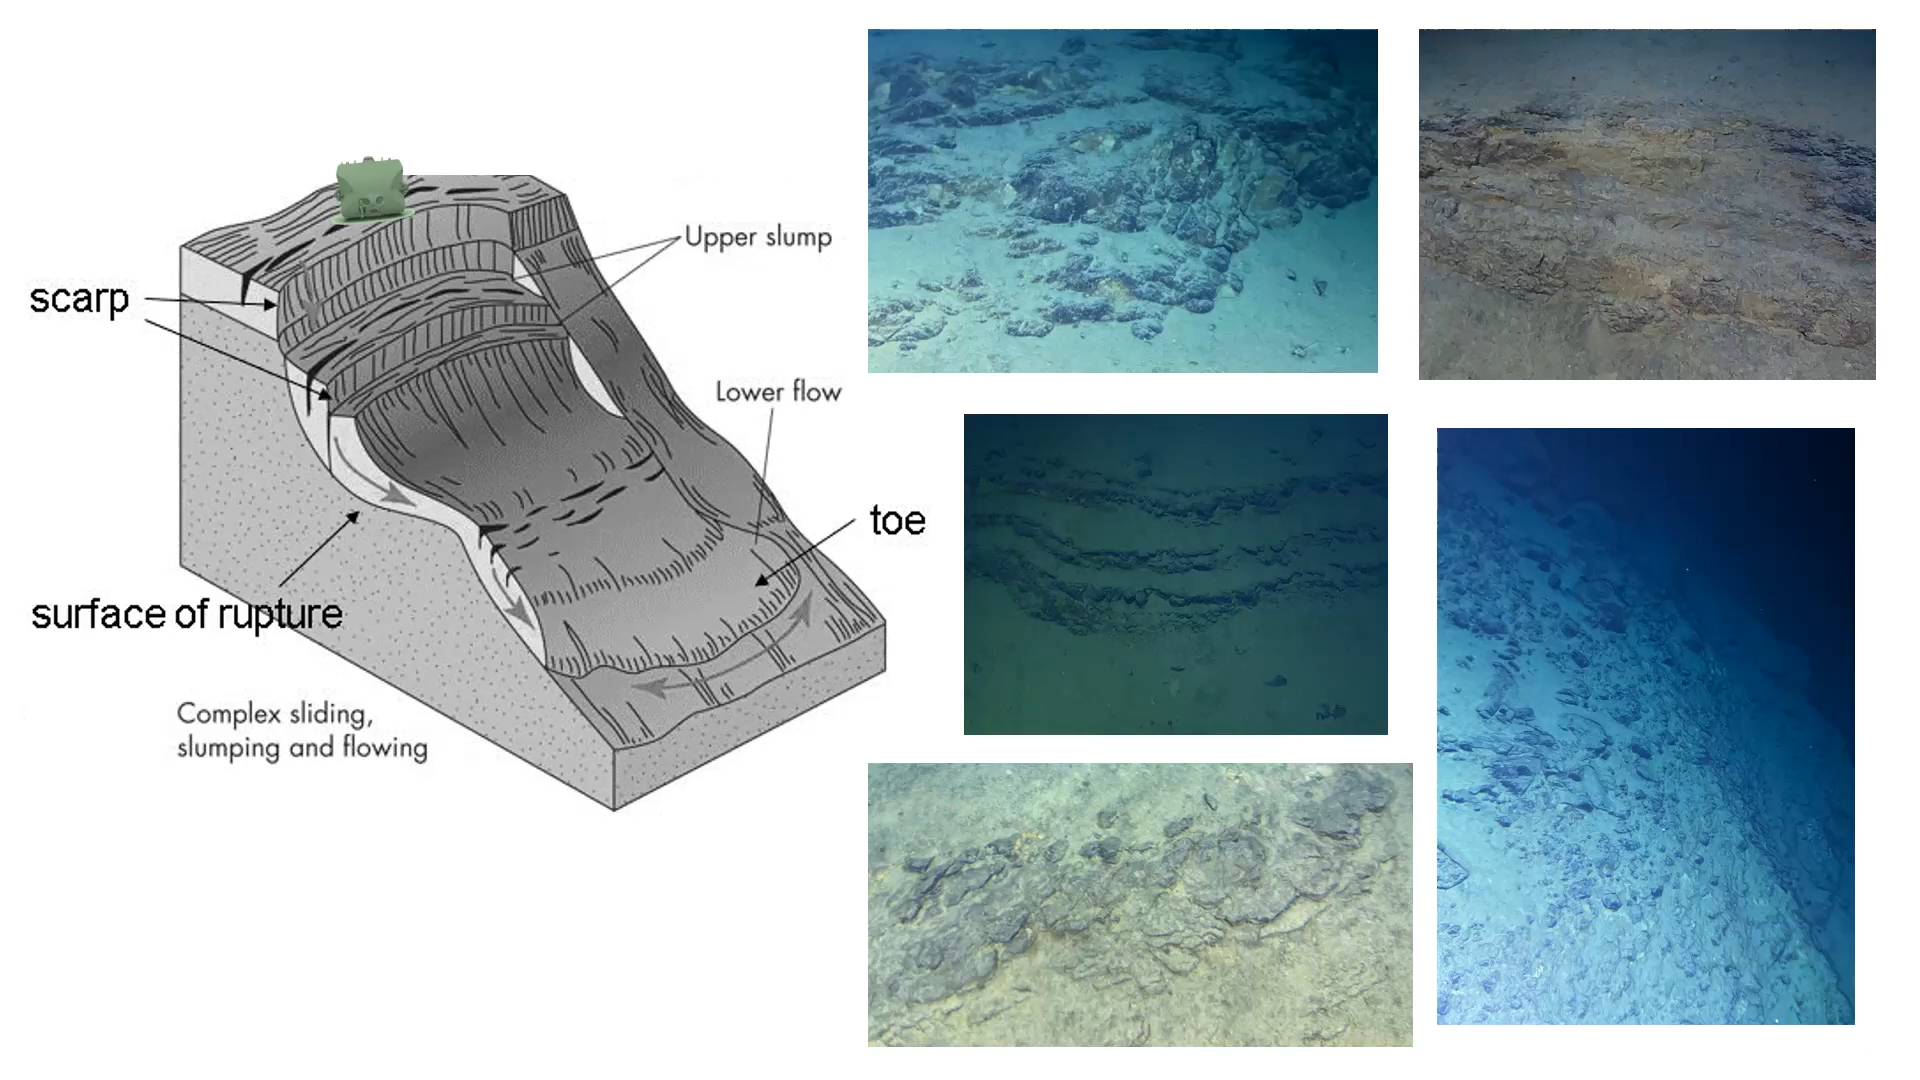 Upper slump
scarp
Lower flow
toe
surface of rupture
Complex sliding,
slumping and flowing